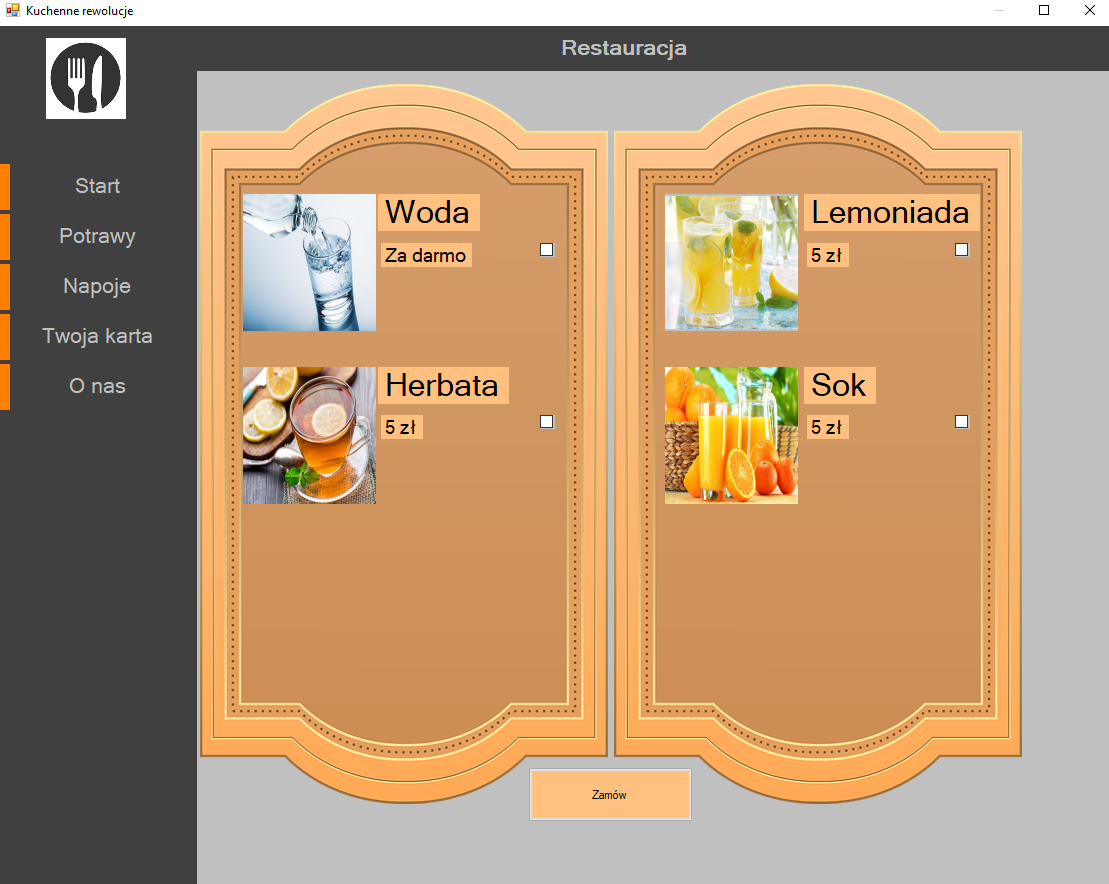 Kuchenne rewolucje
Restauracja
Start
Potrawy
Napoje
Twoja karta
O nas
Woda
Za darmo
Herbata
5 zł
Lemoniada
5 zł
Sok
5 zł
Zamów